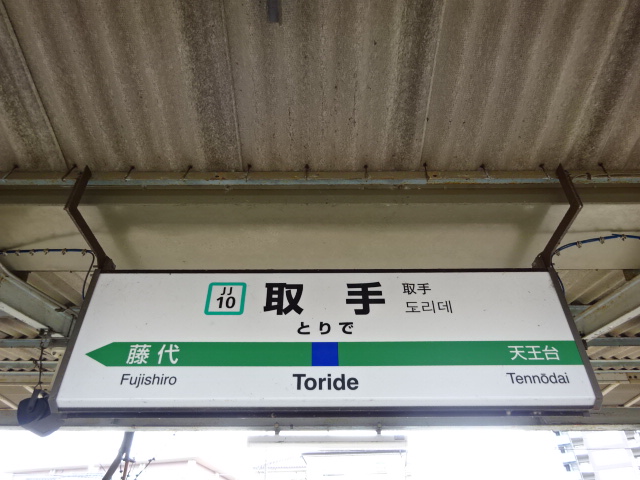 JJ
10
取手
取手
도리데
とりで
藤代
天王台
Fujishiro
Toride
Tennōdai